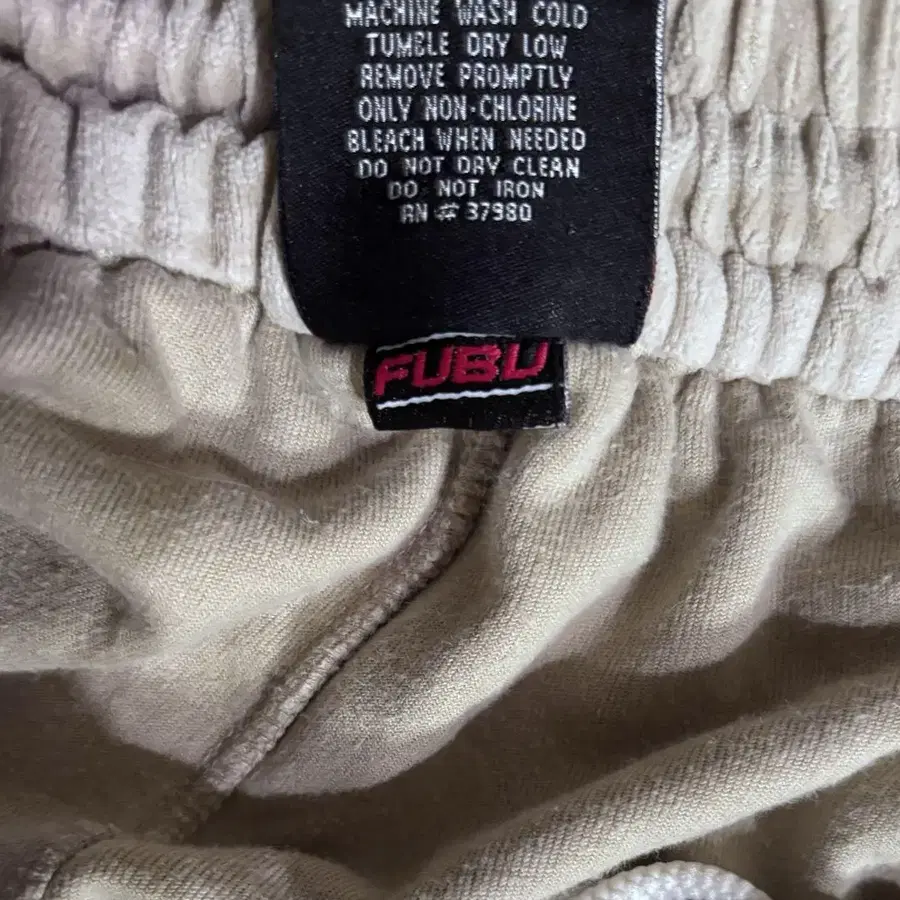 MACHINE WASH COLD
TUMBLE DRY LOW
REMOVE PROMPTLY
ONLY NON-CHLORINE
BLEACH WHEN NEEDED
DO NOT DRY CLEAN
DO NOT IRON
RN # 37980
FUBU